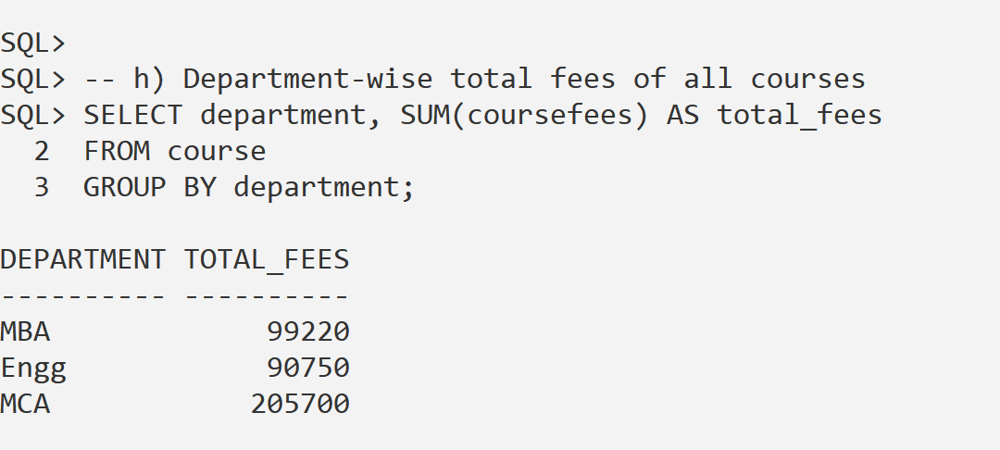 SQL>
SQL> -- h) Department-wise total fees of all courses
SQL> SELECT department, SUM(coursefees) AS total_fees
  2  FROM course
  3  GROUP BY department;

DEPARTMENT TOTAL_FEES
---------- ----------
MBA             99220
Engg            90750
MCA            205700